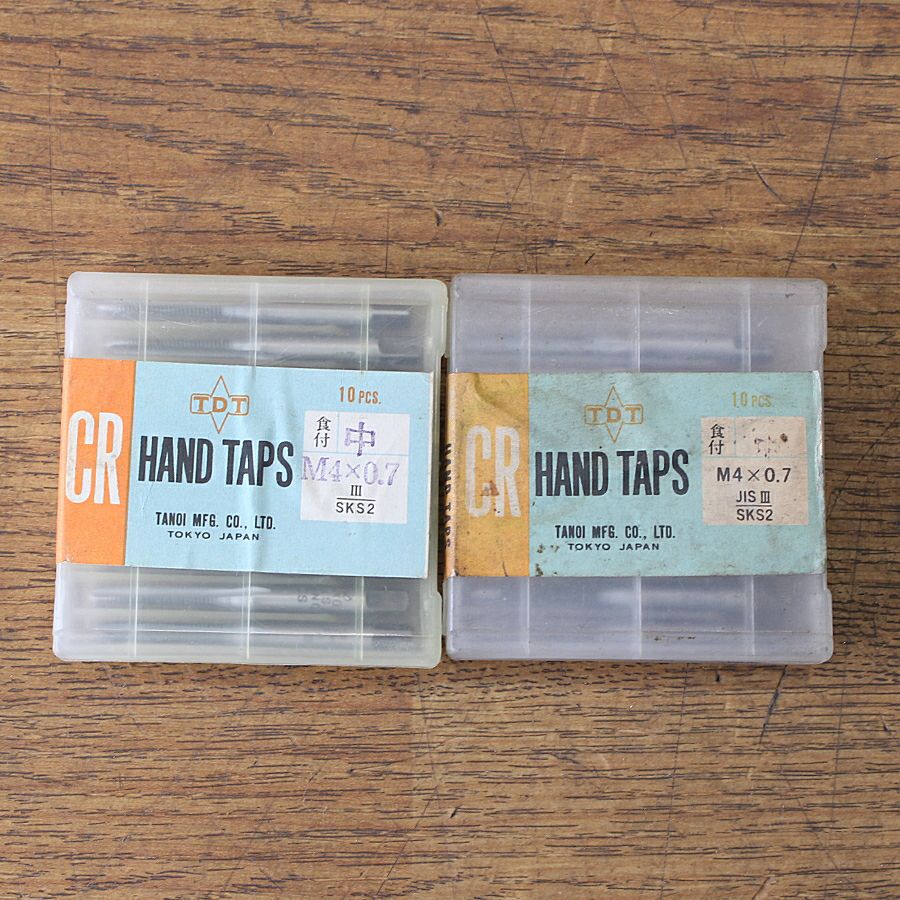 CR
TDT
10 PCS.
HAND TAPS
食付 中
M4×0.7
III
SKS2
TANOI MFG. CO., LTD.
TOKYO JAPAN
HAND TAPS
CR
TDT
10 PCS.
HAND TAPS
食付
M4×0.7
JIS III
SKS2
TANOI MFG. CO., LTD.
TOKYO JAPAN